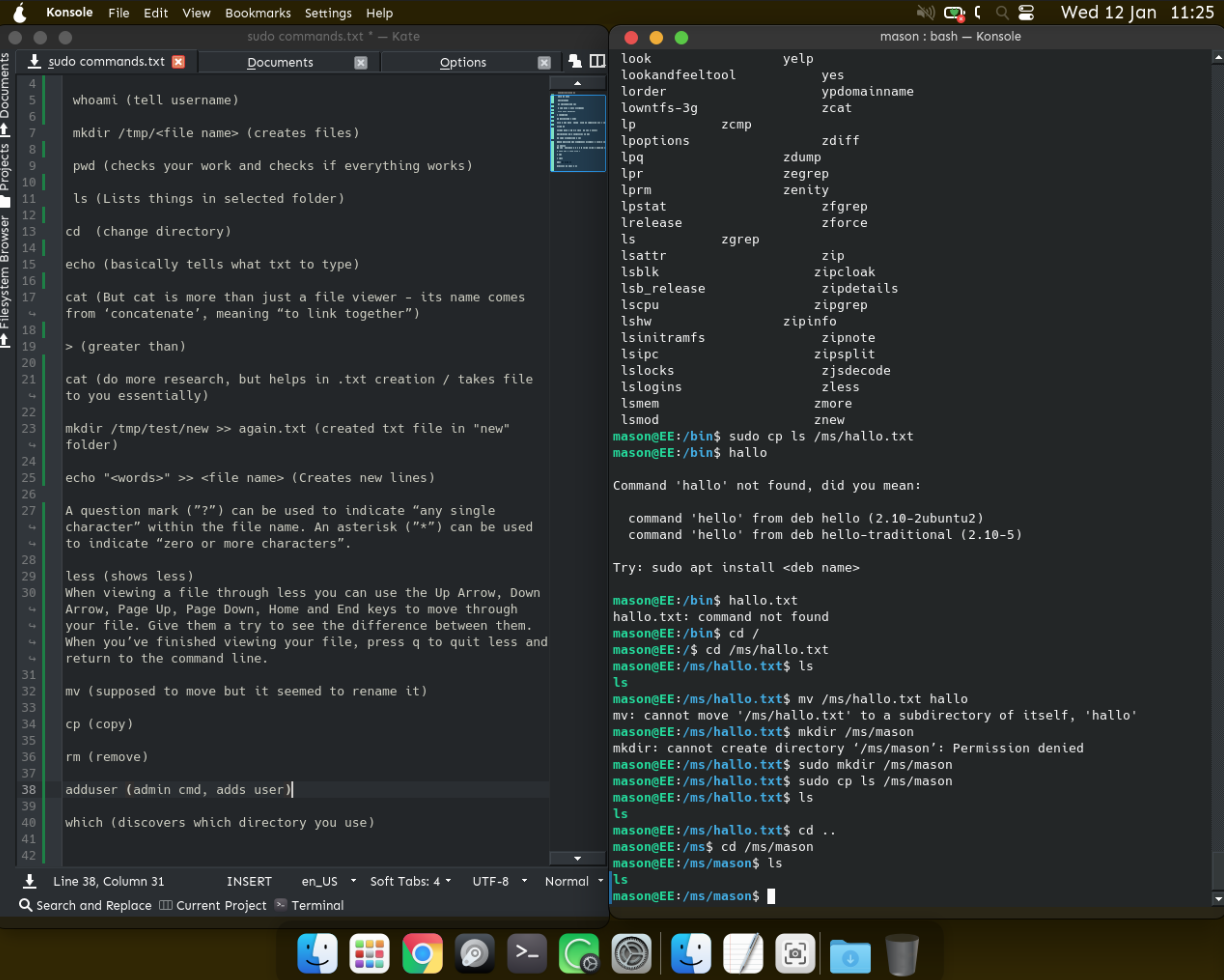 Konsole File Edit View Bookmarks Settings Help
Wed 12 Jan 11:25
sudo commands.txt * — Kate
sudo commands.txt
Documents
Options
Documents
Projects
Filesystem Browser
4
5 whoami (tell username)
6
7 mkdir /tmp/<file name> (creates files)
8
9 pwd (checks your work and checks if everything works)
10
11 ls (Lists things in selected folder)
12
13 cd  (change directory)
14
15 echo (basically tells what txt to type)
16
17 cat (But cat is more than just a file viewer - its name comes
from ‘concatenate’, meaning “to link together”)
18
19 > (greater than)
20
21 cat (do more research, but helps in .txt creation / takes file
to you essentially)
22
23 mkdir /tmp/test/new >> again.txt (created txt file in "new"
folder)
24
25 echo "<words>" >> <file name> (Creates new lines)
26
27 A question mark (”?”) can be used to indicate “any single
character” within the file name. An asterisk (”*”) can be used
to indicate “zero or more characters”.
28
29 less (shows less)
30 When viewing a file through less you can use the Up Arrow, Down
Arrow, Page Up, Page Down, Home and End keys to move through
your file. Give them a try to see the difference between them.
When you’ve finished viewing your file, press q to quit less and
return to the command line.
31
32 mv (supposed to move but it seemed to rename it)
33
34 cp (copy)
35
36 rm (remove)
37
38 adduser (admin cmd, adds user)
39
40 which (discovers which directory you use)
41
42
Line 38, Column 31 INSERT en_US Soft Tabs: 4 UTF-8 Normal
Search and Replace Current Project Terminal
mason : bash — Konsole
look yelp
lookandfeeltool yes
lorder ypdomainname
lowntfs-3g zcat
lp zcmp
lpoptions zdiff
lpq zdump
lpr zegrep
lprm zenity
lpstat zfgrep
lrelease zforce
ls zgrep
lsattr zip
lsblk zipcloak
lsb_release zipdetails
lscpu zipgrep
lshw zipinfo
lsinitramfs zipnote
lsipc zipsplit
lslocks zjsdecode
lslogins zless
lsmem zmore
lsmod znew
mason@EE:/bin$ sudo cp ls /ms/hallo.txt
mason@EE:/bin$ hallo
Command 'hallo' not found, did you mean:
command 'hello' from deb hello (2.10-2ubuntu2)
command 'hello' from deb hello-traditional (2.10-5)
Try: sudo apt install <deb name>
mason@EE:/bin$ hallo.txt
hallo.txt: command not found
mason@EE:/bin$ cd /
mason@EE:/$ cd /ms/hallo.txt
mason@EE:/ms/hallo.txt$ ls
ls
mason@EE:/ms/hallo.txt$ mv /ms/hallo.txt hallo
mv: cannot move '/ms/hallo.txt' to a subdirectory of itself, 'hallo'
mason@EE:/ms/hallo.txt$ mkdir /ms/mason
mkdir: cannot create directory ‘/ms/mason’: Permission denied
mason@EE:/ms/hallo.txt$ sudo mkdir /ms/mason
mason@EE:/ms/hallo.txt$ sudo cp ls /ms/mason
mason@EE:/ms/hallo.txt$ ls
ls
mason@EE:/ms/hallo.txt$ cd ..
mason@EE:/ms$ cd /ms/mason
mason@EE:/ms/mason$ ls
ls
mason@EE:/ms/mason$